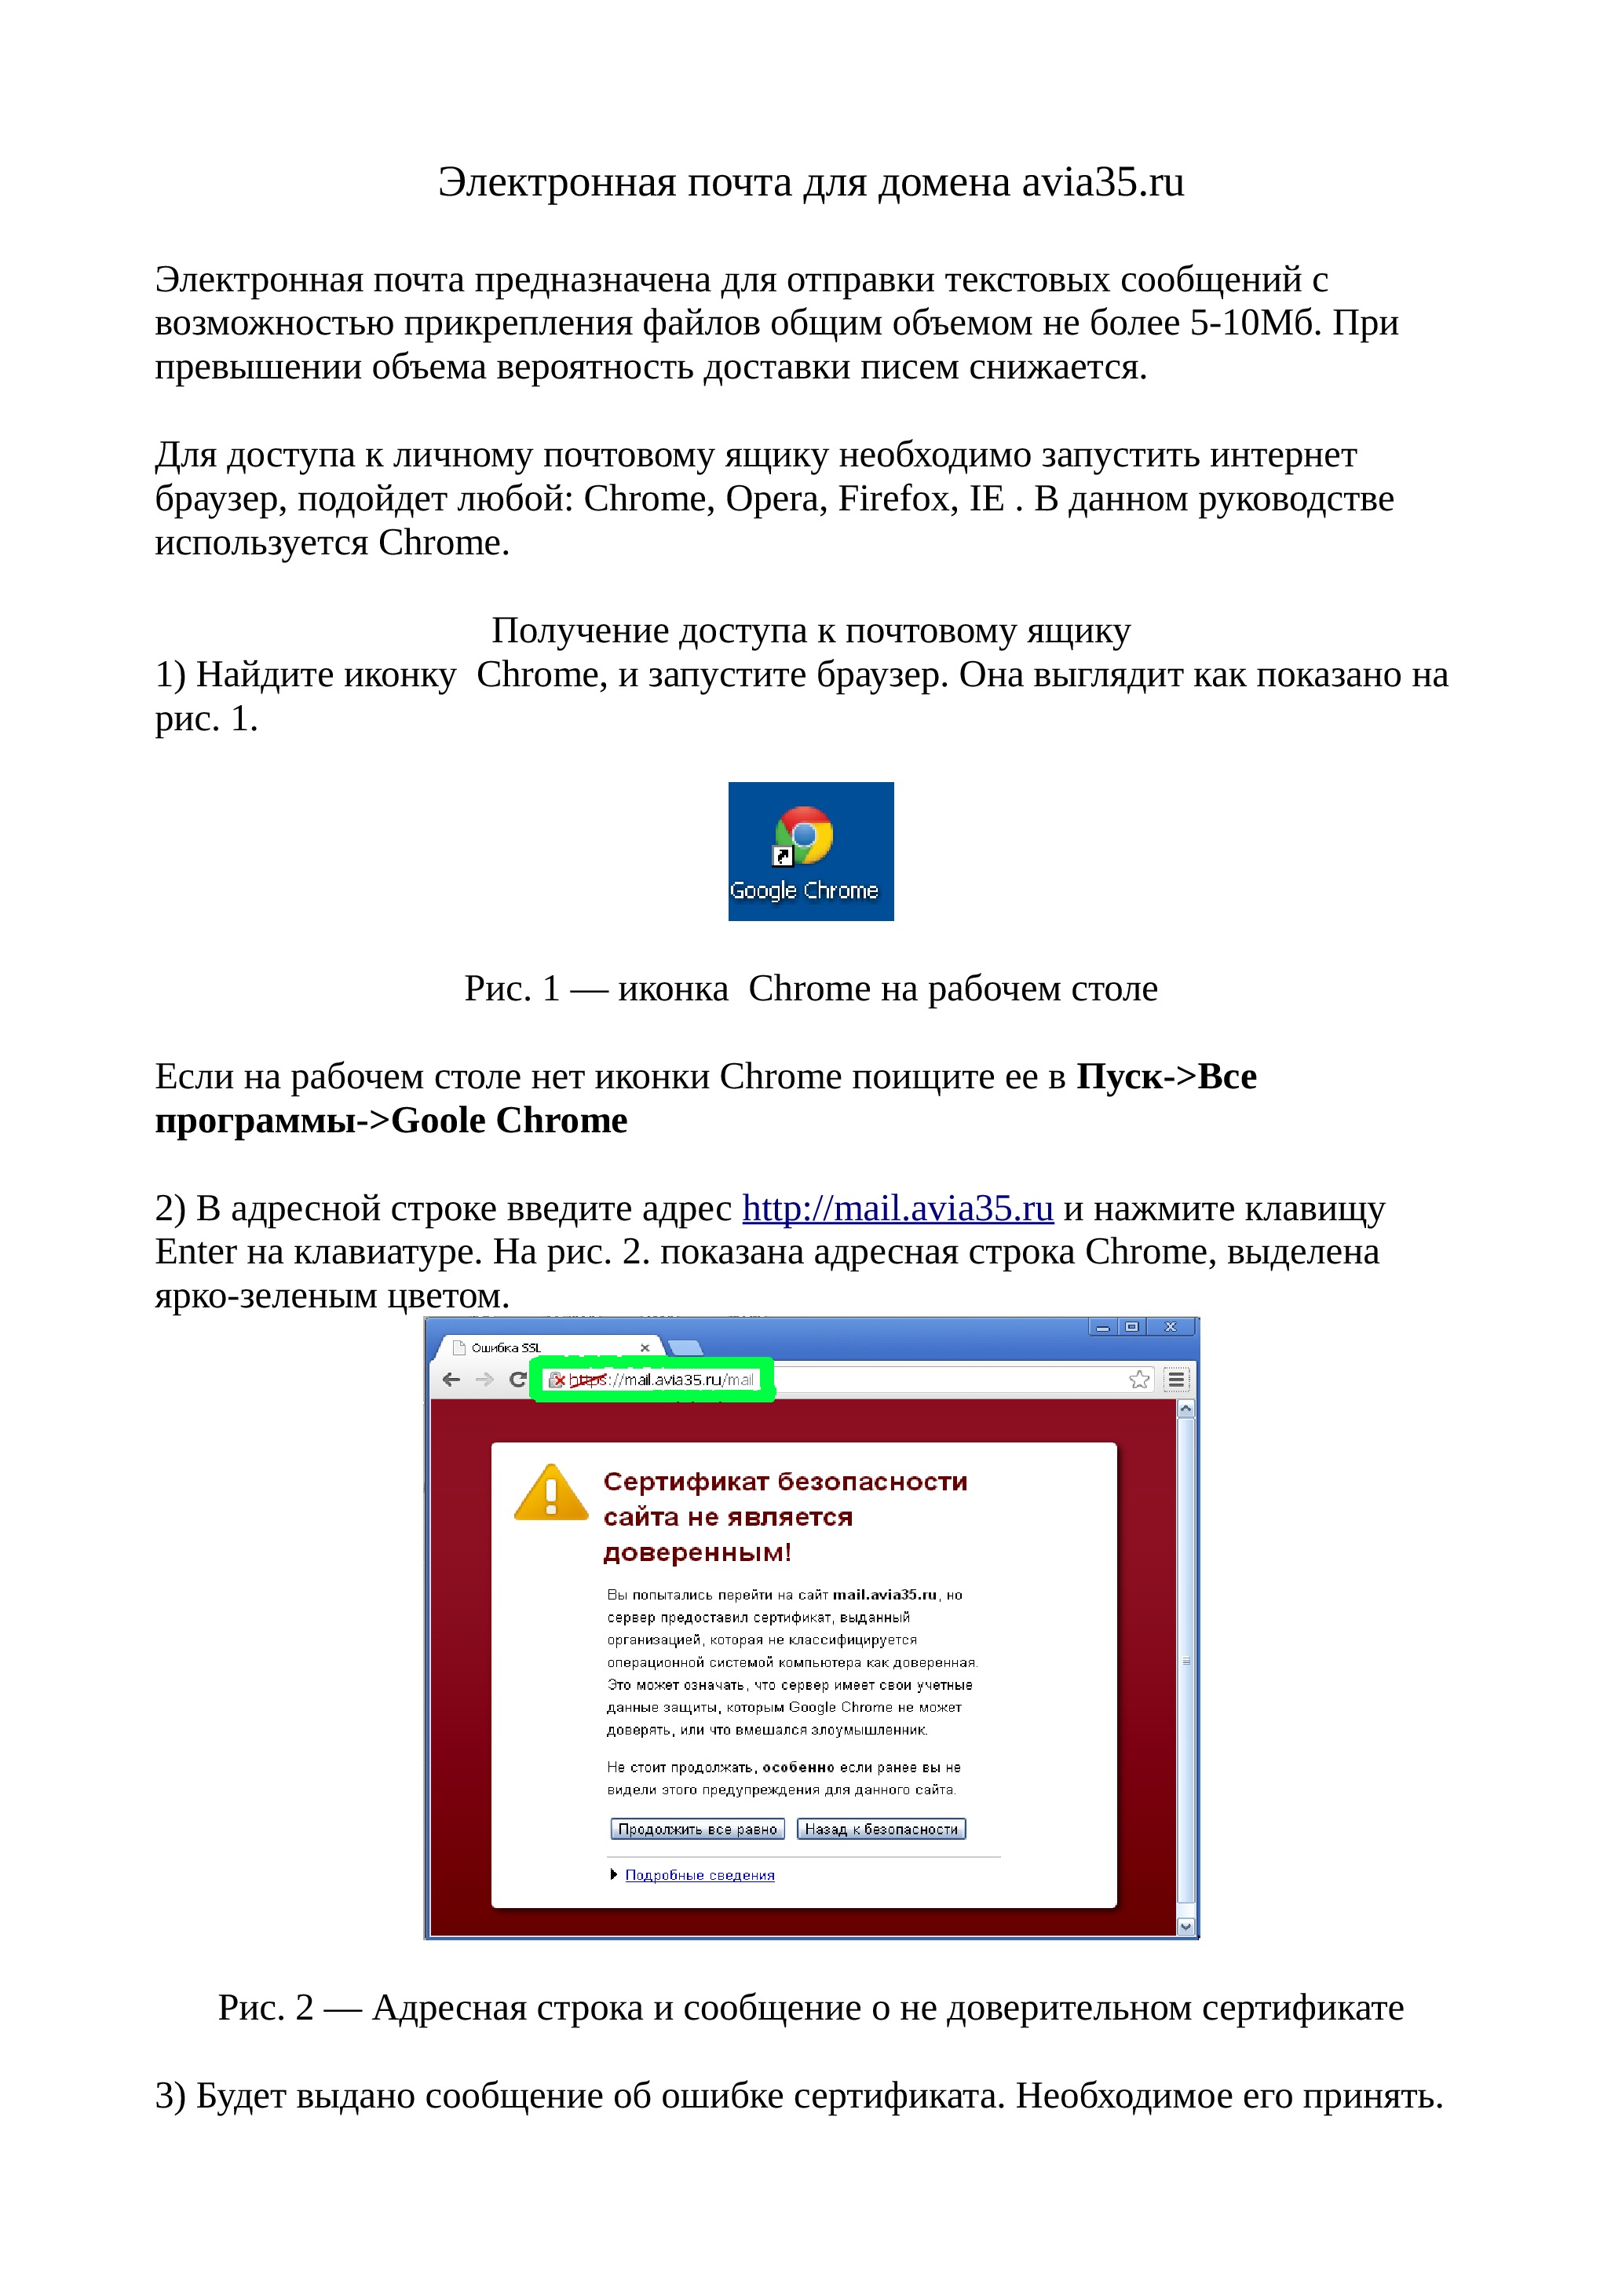 Электронная почта для домена avia35.ru
Электронная почта предназначена для отправки текстовых сообщений с
возможностью прикрепления файлов общим объемом не более 5-10Мб. При
превышении объема вероятность доставки писем снижается.
Для доступа к личному почтовому ящику необходимо запустить интернет
браузер, подойдет любой: Chrome, Opera, Firefox, IE . В данном руководстве
используется Chrome.
Получение доступа к почтовому ящику
1) Найдите иконку  Chrome, и запустите браузер. Она выглядит как показано на
рис. 1.
Google Chrome
Рис. 1 — иконка  Chrome на рабочем столе
Если на рабочем столе нет иконки Chrome поищите ее в Пуск->Все
программы->Goole Chrome
2) В адресной строке введите адрес http://mail.avia35.ru и нажмите клавищу
Enter на клавиатуре. На рис. 2. показана адресная строка Chrome, выделена
ярко-зеленым цветом.
Ошибка SSL
https://mail.avia35.ru/mail
Сертификат безопасности
сайта не является
доверенным!
Вы попытались перейти на сайт mail.avia35.ru, но
сервер предоставил сертификат, выданный
организацией, которая не классифицируется
операционной системой компьютера как доверенная.
Это может означать, что сервер имеет свои учетные
данные защиты, которым Google Chrome не может
доверять, или что вмешался злоумышленник.
Не стоит продолжать, особенно если ранее вы не
видели этого предупреждения для данного сайта.
Продолжить все равно Назад к безопасности
Подробные сведения
Рис. 2 — Адресная строка и сообщение о не доверительном сертификате
3) Будет выдано сообщение об ошибке сертификата. Необходимое его принять.